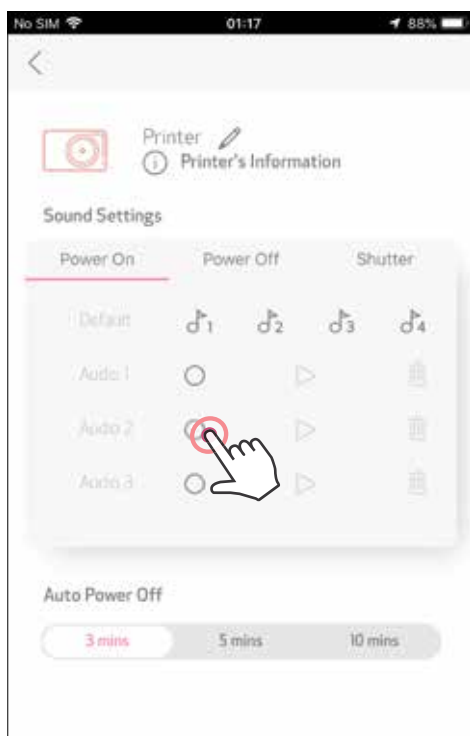 No SIM 01:17 88%
Printer
Printer's Information
Sound Settings
Power On Power Off Shutter
Default 1 2 3 4
Audio 1
Audio 2
Audio 3
Auto Power Off
3 mins 5 mins 10 mins